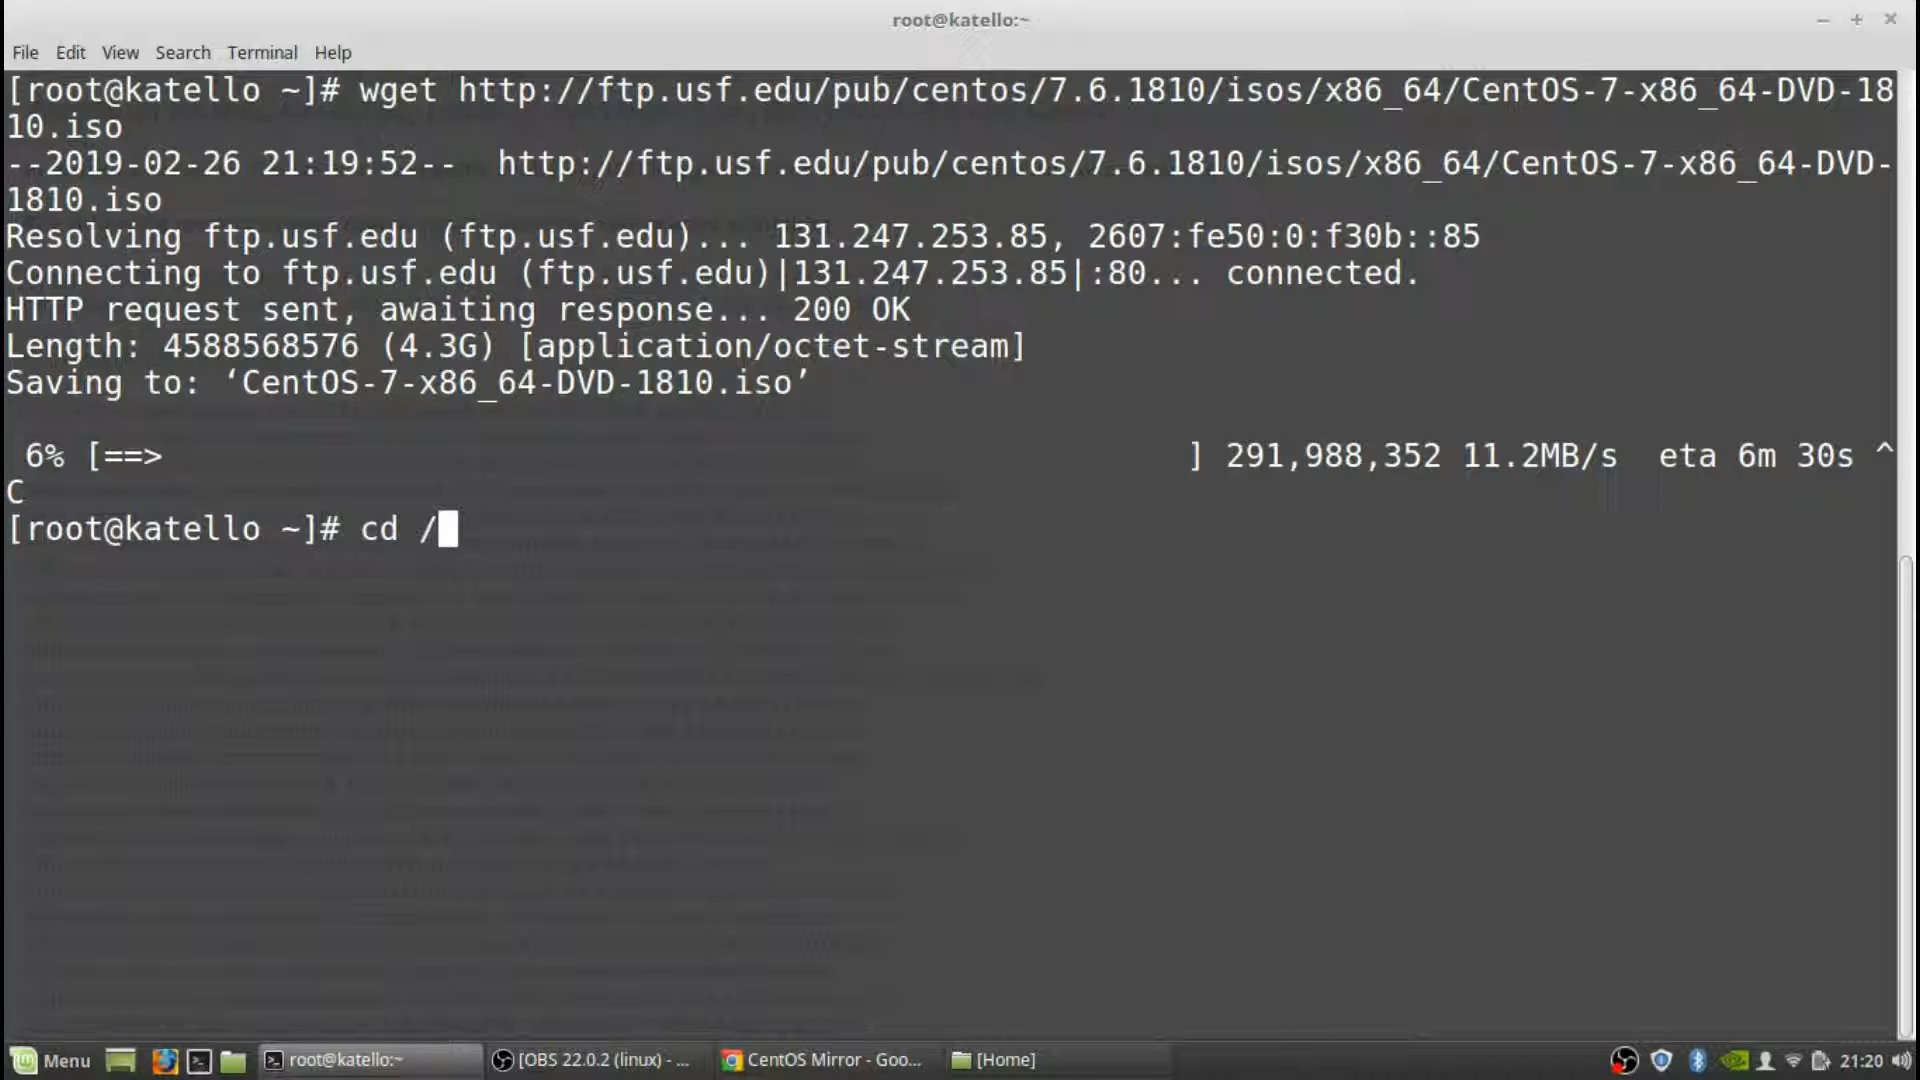 root@katello:~
File Edit View Search Terminal Help
[root@katello ~]# wget http://ftp.usf.edu/pub/centos/7.6.1810/isos/x86_64/CentOS-7-x86_64-DVD-18
10.iso
--2019-02-26 21:19:52--  http://ftp.usf.edu/pub/centos/7.6.1810/isos/x86_64/CentOS-7-x86_64-DVD-
1810.iso
Resolving ftp.usf.edu (ftp.usf.edu)... 131.247.253.85, 2607:fe50:0:f30b::85
Connecting to ftp.usf.edu (ftp.usf.edu)|131.247.253.85|:80... connected.
HTTP request sent, awaiting response... 200 OK
Length: 4588568576 (4.3G) [application/octet-stream]
Saving to: ‘CentOS-7-x86_64-DVD-1810.iso’
6% [==> ] 291,988,352 11.2MB/s  eta 6m 30s ^
C
[root@katello ~]# cd /
Menu root@katello:~ [OBS 22.0.2 (linux) - ... CentOS Mirror - Goo... [Home] 21:20